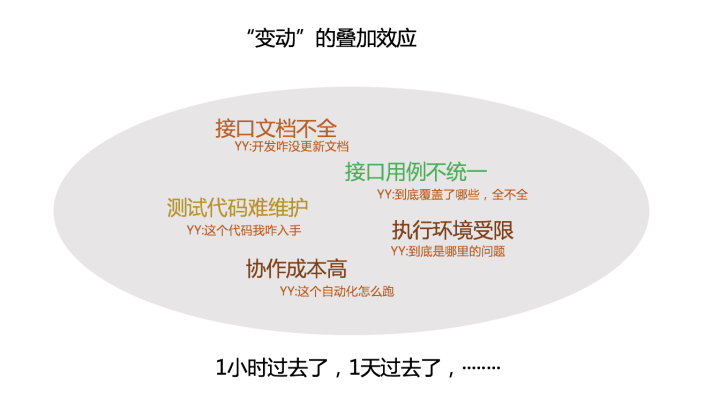 “变动”的叠加效应
接口文档不全
YY:开发咋没更新文档
接口用例不统一
YY:到底覆盖了哪些，全不全
测试代码难维护
YY:这个代码我咋入手
执行环境受限
YY:到底是哪里的问题
协作成本高
YY:这个自动化怎么跑
1小时过去了，1天过去了，········